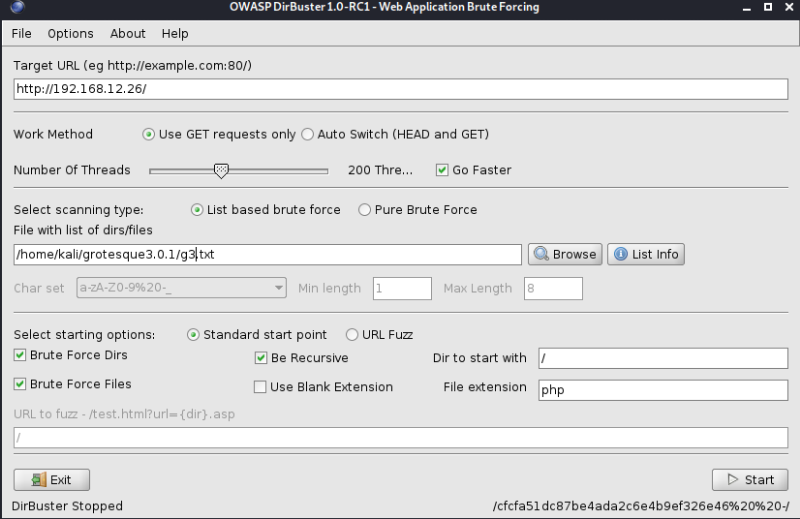 OWASP DirBuster 1.0-RC1 - Web Application Brute Forcing
File Options About Help
Target URL (eg http://example.com:80/)
http://192.168.12.26/
Work Method Use GET requests only Auto Switch (HEAD and GET)
Number Of Threads 200 Thre... Go Faster
Select scanning type: List based brute force Pure Brute Force
File with list of dirs/files
/home/kali/grotesque3.0.1/g3.txt Browse List Info
Char set a-zA-Z0-9%20-_ Min length 1 Max Length 8
Select starting options: Standard start point URL Fuzz
Brute Force Dirs Be Recursive Dir to start with /
Brute Force Files Use Blank Extension File extension php
URL to fuzz - /test.html?url={dir}.asp
/
Exit Start
DirBuster Stopped /cfcfa51dc87be4ada2c6e4b9ef326e46%20%20-/